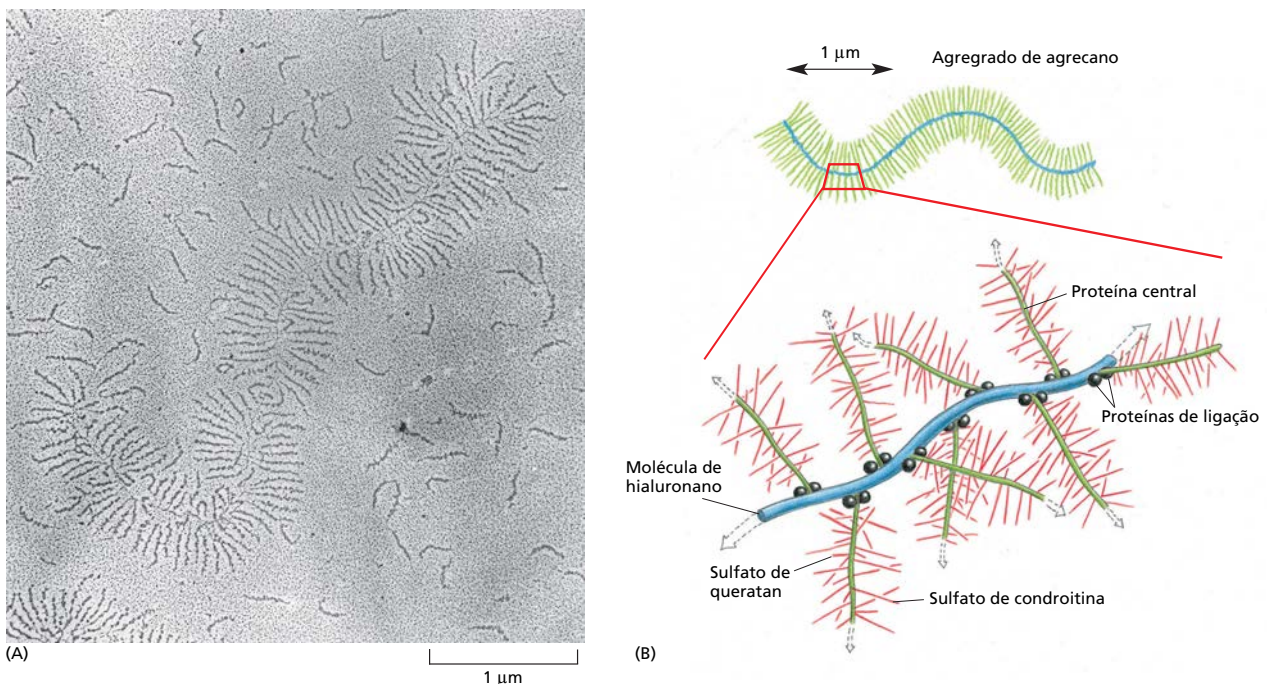 1 μm
Agregrado de agrecano
Proteína central
Proteínas de ligação
Molécula de
hialuronano
Sulfato de
queratan
Sulfato de condroitina
(A)
1 μm
(B)